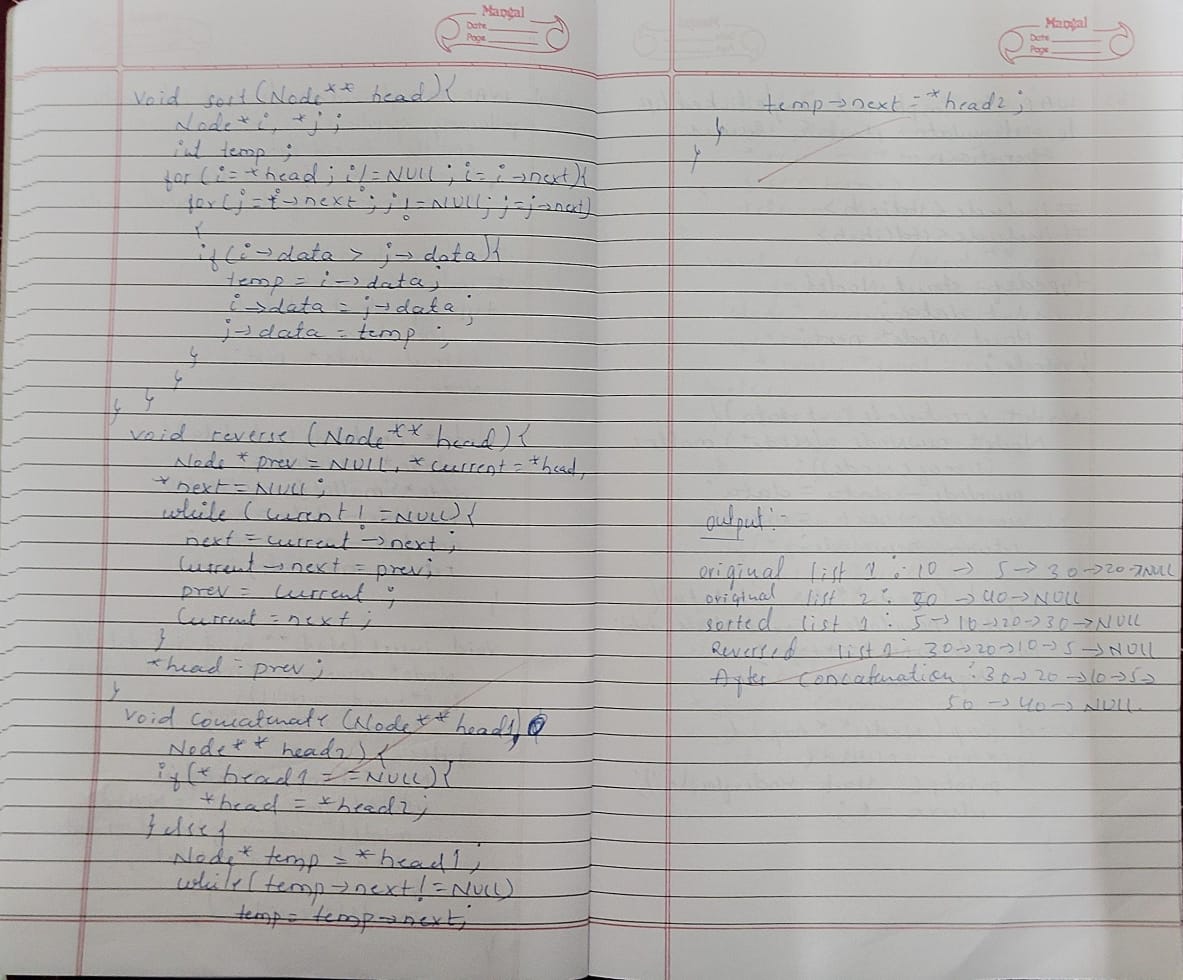 Mangal
Date
Page
void sort (Node** head){
Node *i, *j ;
int temp ;
for (i = *head ; i != NULL ; i = i->next){
for (j = i->next ; j != NULL; j=j->next)
{
if (i->data > j->data){
temp = i->data;
i->data = j->data;
j->data = temp ;
}
}
} }
void reverse (Node** head){
Node * prev = NULL, *current = *head,
*next = NULL ;
while (curent != NULL){
next = current->next ;
Current->next = prev;
prev = current ;
Current = next ;
}
*head = prev ;
}
void Concatenate (Node** head1,
Node** head2) {
if (* head1 == NULL){
*head = *head2 ;
} else {
Node* temp = *head1 ;
while (temp->next != NULL)
temp = temp->next;
Mangal
Date
Page
temp->next = *head2 ;
}
}
output :-
original list 1 : 10 -> 5 -> 30 -> 20 -> NULL
original list 2 : -> 40 -> NULL
sorted list 1 : 5 -> 10 -> 20 -> 30 -> NULL
Reversed list 1 : 30 -> 20 -> 10 -> 5 -> NULL
After Concatenation : 30 -> 20 -> 10 -> 5 ->
50 -> 40 -> NULL.